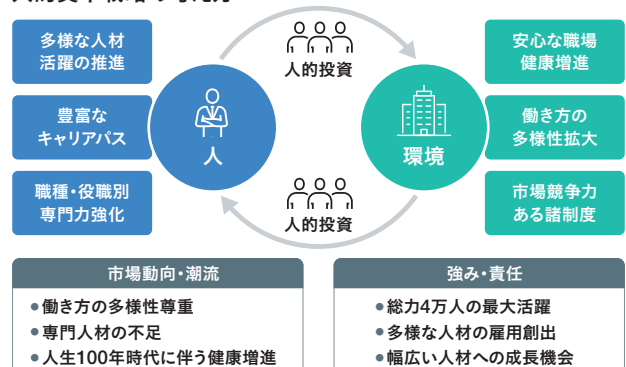 多様な人材
活躍の推進
豊富な
キャリアパス
職種・役職別
専門力強化
人
人的投資
人的投資
環境
安心な職場
健康増進
働き方の
多様性拡大
市場競争力
ある諸制度
市場動向・潮流
●働き方の多様性尊重
●専門人材の不足
●人生100年時代に伴う健康増進
強み・責任
●総力4万人の最大活躍
●多様な人材の雇用創出
●幅広い人材への成長機会